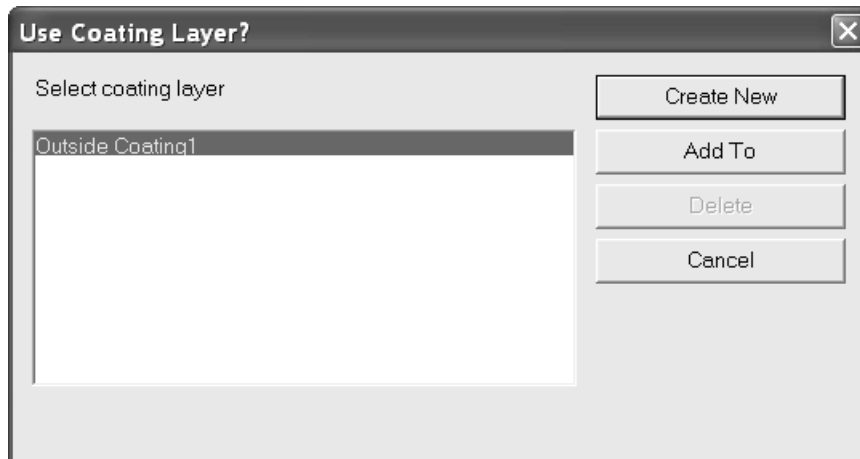 Use Coating Layer?
Select coating layer
Outside Coating1
Create New
Add To
Delete
Cancel